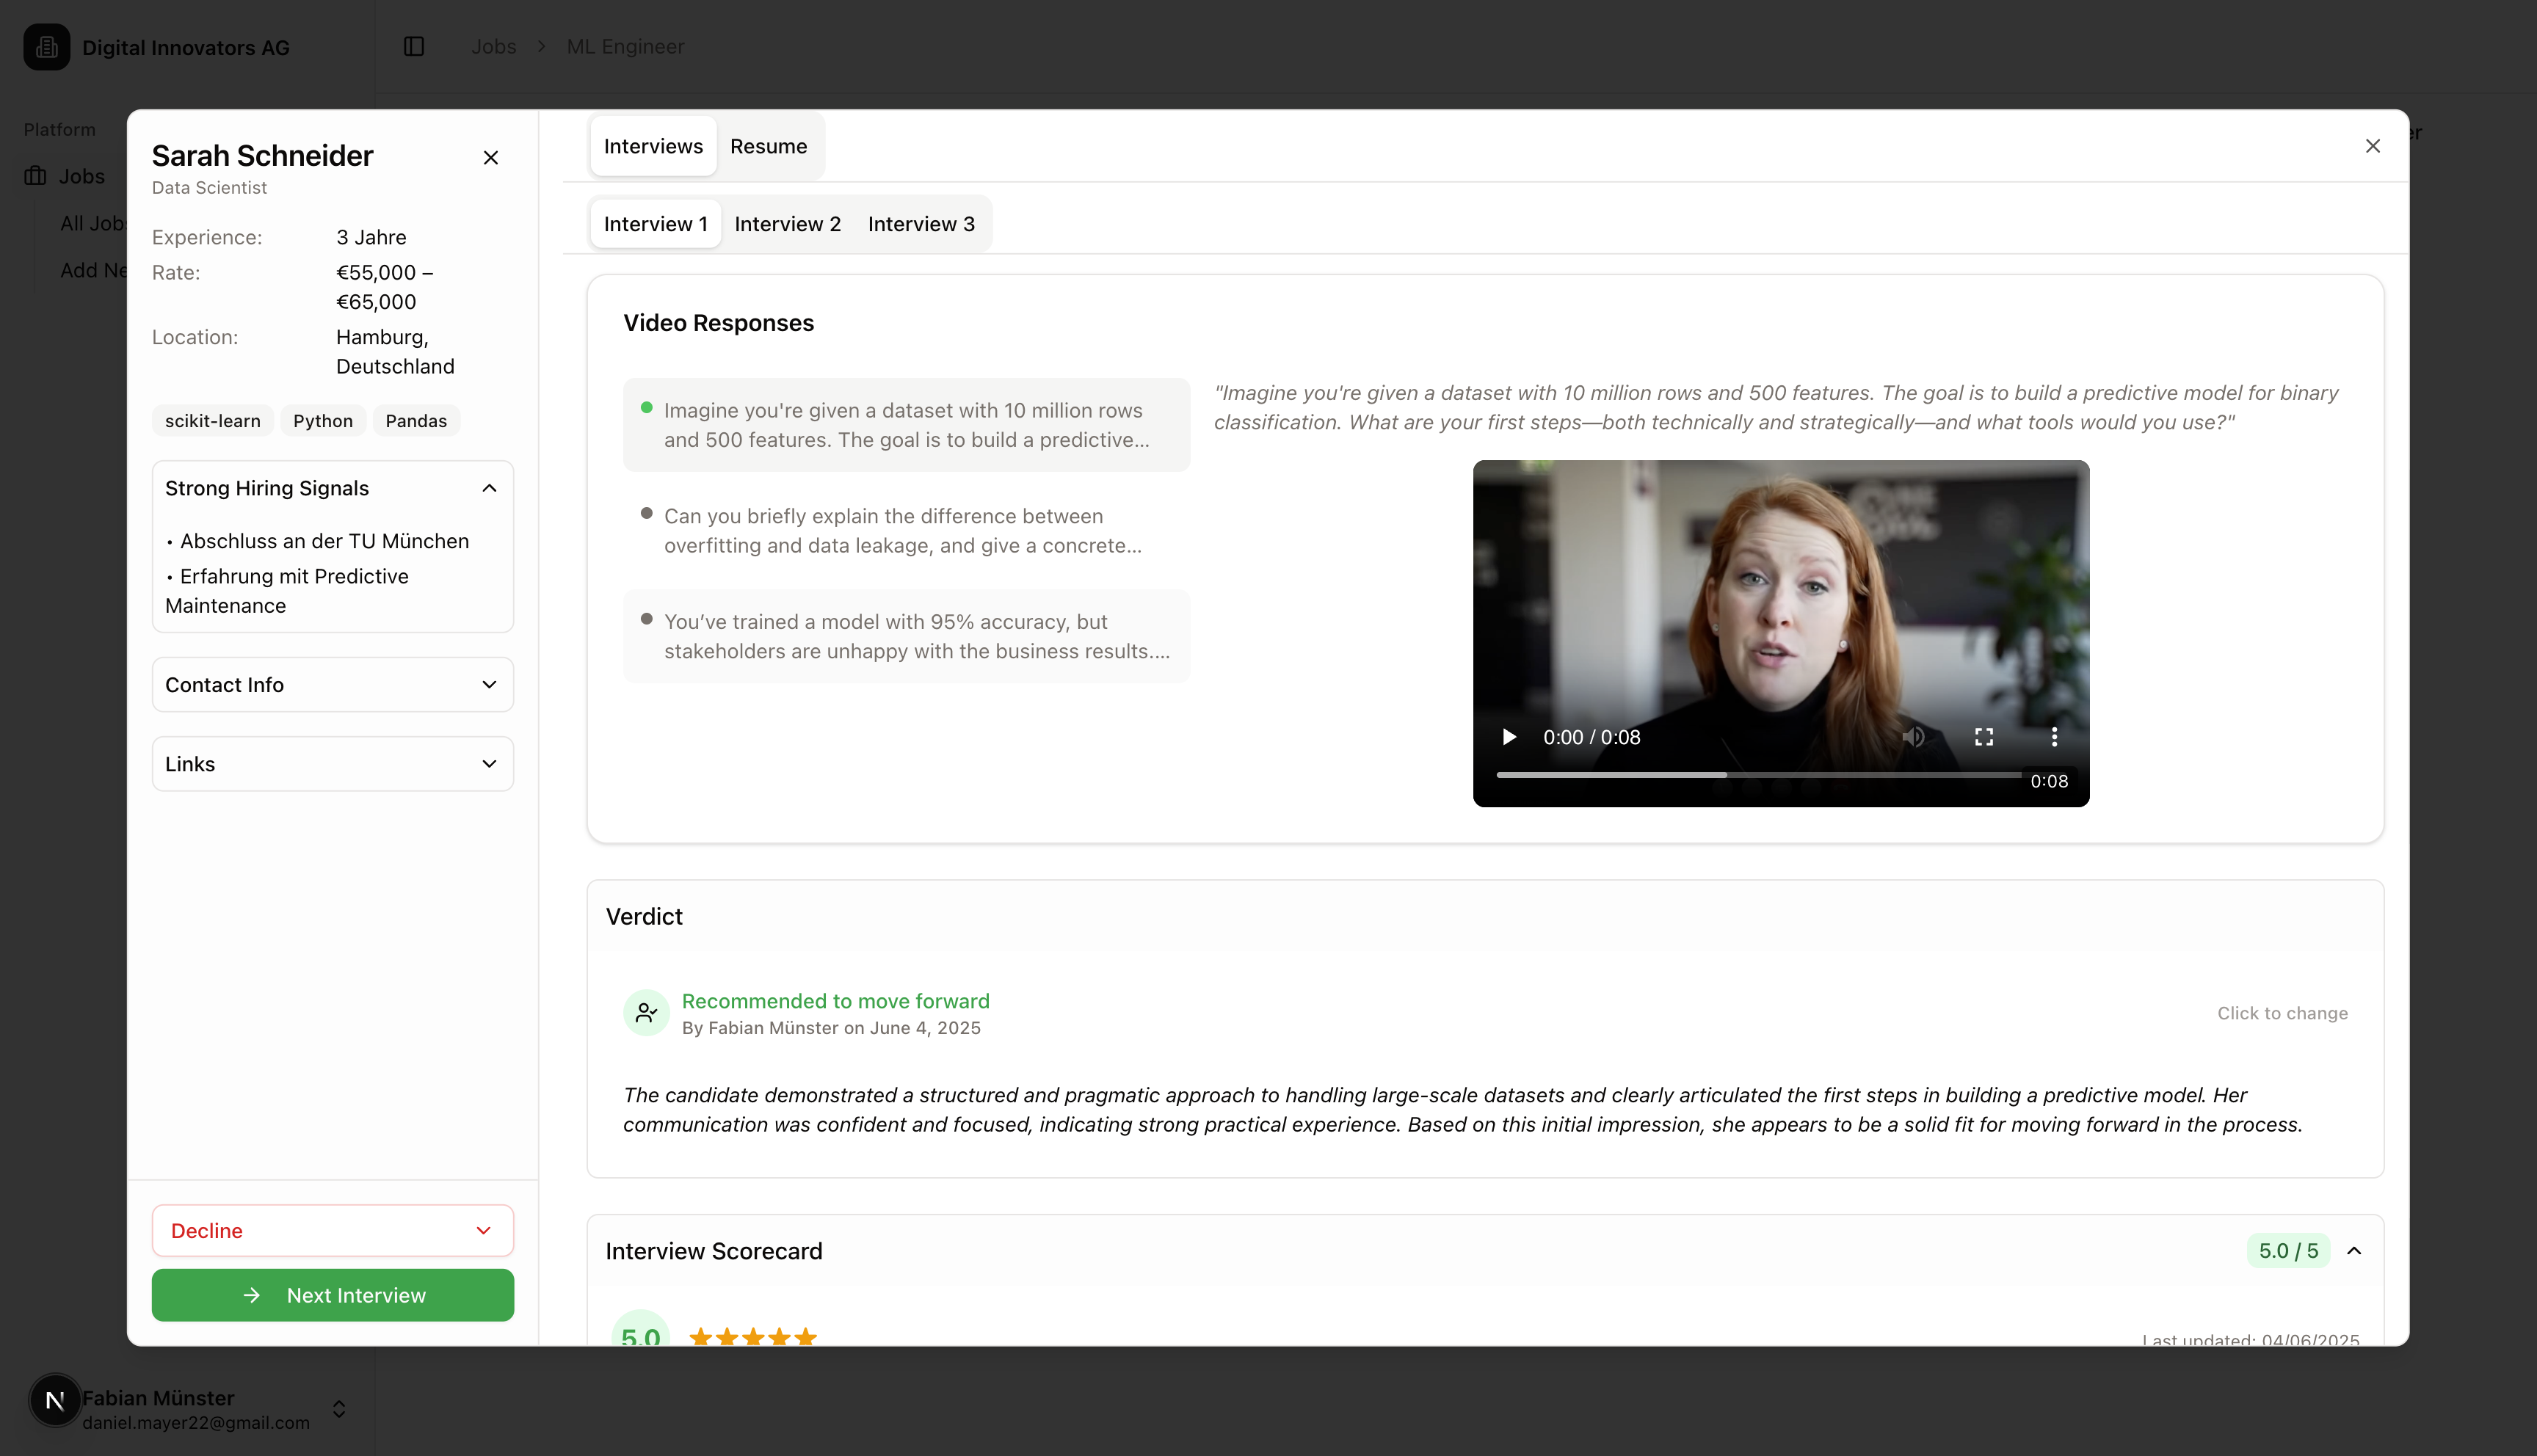 Digital Innovators AG
Jobs > ML Engineer
Platform
Jobs
All Jobs
Add Ne
er
Sarah Schneider
Data Scientist
Experience: 3 Jahre
Rate: €55,000 –
€65,000
Location: Hamburg,
Deutschland
scikit-learn Python Pandas
Strong Hiring Signals
• Abschluss an der TU München
• Erfahrung mit Predictive
Maintenance
Contact Info
Links
Decline
→ Next Interview
Interviews Resume
Interview 1 Interview 2 Interview 3
Video Responses
Imagine you're given a dataset with 10 million rows
and 500 features. The goal is to build a predictive...
Can you briefly explain the difference between
overfitting and data leakage, and give a concrete...
You’ve trained a model with 95% accuracy, but
stakeholders are unhappy with the business results....
"Imagine you're given a dataset with 10 million rows and 500 features. The goal is to build a predictive model for binary
classification. What are your first steps—both technically and strategically—and what tools would you use?"
0:00 / 0:08
0:08
Verdict
Recommended to move forward
By Fabian Münster on June 4, 2025
Click to change
The candidate demonstrated a structured and pragmatic approach to handling large-scale datasets and clearly articulated the first steps in building a predictive model. Her
communication was confident and focused, indicating strong practical experience. Based on this initial impression, she appears to be a solid fit for moving forward in the process.
Interview Scorecard
5.0 / 5
5.0
Last updated: 04/06/2025
N
Fabian Münster
daniel.mayer22@gmail.com